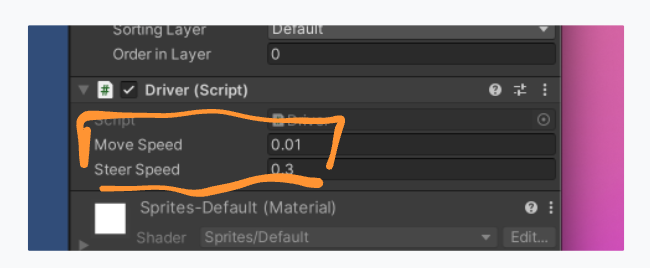 Sorting Layer Default
Order in Layer 0
# Driver (Script)
Script Driver
Move Speed 0.01
Steer Speed 0.3
Sprites-Default (Material)
Shader Sprites/Default Edit...